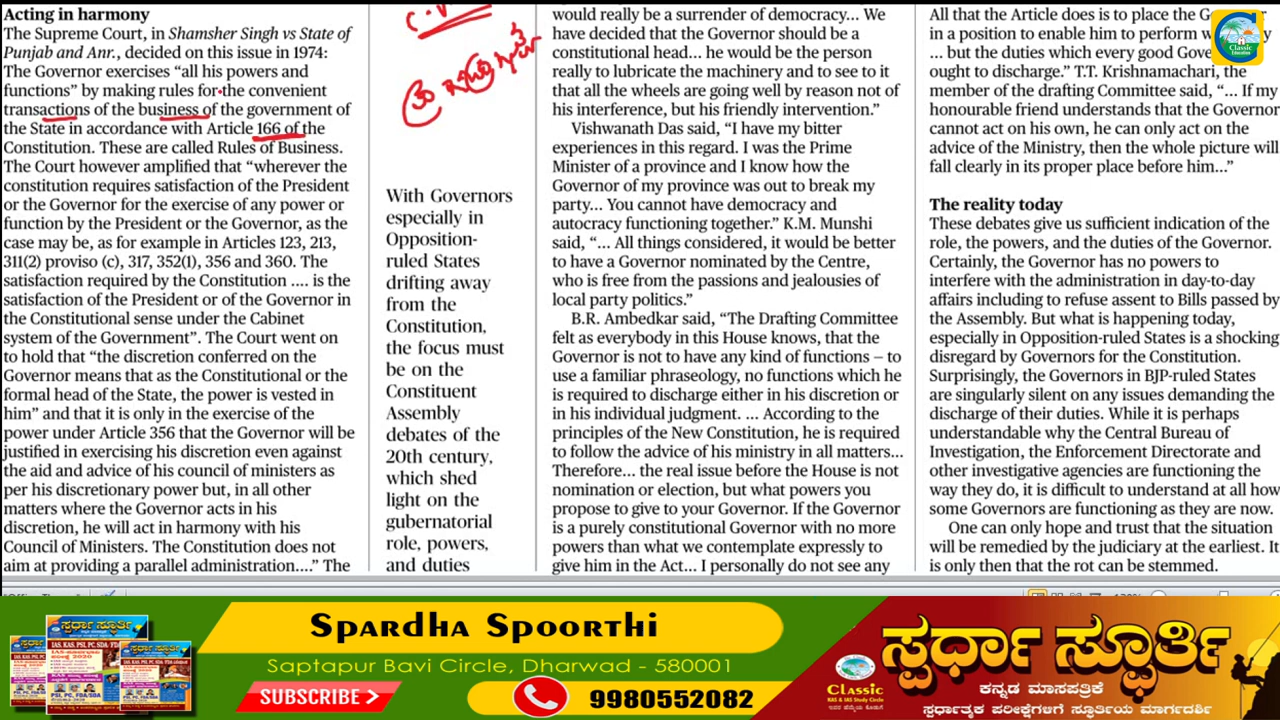 Acting in harmony
The Supreme Court, in Shamsher Singh vs State of
Punjab and Anr., decided on this issue in 1974:
The Governor exercises “all his powers and
functions” by making rules for the convenient
transactions of the business of the government of
the State in accordance with Article 166 of the
Constitution. These are called Rules of Business.
The Court however amplified that “wherever the
constitution requires satisfaction of the President
or the Governor for the exercise of any power or
function by the President or the Governor, as the
case may be, as for example in Articles 123, 213,
311(2) proviso (c), 317, 352(1), 356 and 360. The
satisfaction required by the Constitution .... is the
satisfaction of the President or of the Governor in
the Constitutional sense under the Cabinet
system of the Government”. The Court went on
to hold that “the discretion conferred on the
Governor means that as the Constitutional or the
formal head of the State, the power is vested in
him” and that it is only in the exercise of the
power under Article 356 that the Governor will be
justified in exercising his discretion even against
the aid and advice of his council of ministers as
per his discretionary power but, in all other
matters where the Governor acts in his
discretion, he will act in harmony with his
Council of Ministers. The Constitution does not
aim at providing a parallel administration....” The
With Governors
especially in
Opposition-
ruled States
drifting away
from the
Constitution,
the focus must
be on the
Constituent
Assembly
debates of the
20th century,
which shed
light on the
gubernatorial
role, powers,
and duties
would really be a surrender of democracy... We
have decided that the Governor should be a
constitutional head... he would be the person
really to lubricate the machinery and to see to it
that all the wheels are going well by reason not of
his interference, but his friendly intervention.”
Vishwanath Das said, “I have my bitter
experiences in this regard. I was the Prime
Minister of a province and I know how the
Governor of my province was out to break my
party... You cannot have democracy and
autocracy functioning together.” K.M. Munshi
said, “... All things considered, it would be better
to have a Governor nominated by the Centre,
who is free from the passions and jealousies of
local party politics.”
B.R. Ambedkar said, “The Drafting Committee
felt as everybody in this House knows, that the
Governor is not to have any kind of functions – to
use a familiar phraseology, no functions which he
is required to discharge either in his discretion or
in his individual judgment. ... According to the
principles of the New Constitution, he is required
to follow the advice of his ministry in all matters...
Therefore... the real issue before the House is not
nomination or election, but what powers you
propose to give to your Governor. If the Governor
is a purely constitutional Governor with no more
powers than what we contemplate expressly to
give him in the Act... I personally do not see any
All that the Article does is to place the
in a position to enable him to perform
... but the duties which every good
ought to discharge.” T.T. Krishnamachari, the
member of the drafting Committee said, “... If my
honourable friend understands that the Governor
cannot act on his own, he can only act on the
advice of the Ministry, then the whole picture will
fall clearly in its proper place before him...”
The reality today
These debates give us sufficient indication of the
role, the powers, and the duties of the Governor.
Certainly, the Governor has no powers to
interfere with the administration in day-to-day
affairs including to refuse assent to Bills passed by
the Assembly. But what is happening today,
especially in Opposition-ruled States is a shocking
disregard by Governors for the Constitution.
Surprisingly, the Governors in BJP-ruled States
are singularly silent on any issues demanding the
discharge of their duties. While it is perhaps
understandable why the Central Bureau of
Investigation, the Enforcement Directorate and
other investigative agencies are functioning the
way they do, it is difficult to understand at all how
some Governors are functioning as they are now.
One can only hope and trust that the situation
will be remedied by the judiciary at the earliest. It
is only then that the rot can be stemmed.
Classic
Spardha Spoorthi
Saptapur Bavi Circle, Dharwad - 580001
SUBSCRIBE
9980552082
Classic
ಸ್ಪರ್ಧಾ ಸ್ಫೂರ್ತಿ
ಕನ್ನಡ ಮಾಸಪತ್ರಿಕೆ
ಸ್ಪರ್ಧಾತ್ಮಕ ಪರೀಕ್ಷೆಗಳಿಗೆ ಸ್ಫೂರ್ತಿಯ ಮಾರ್ಗದರ್ಶಿ